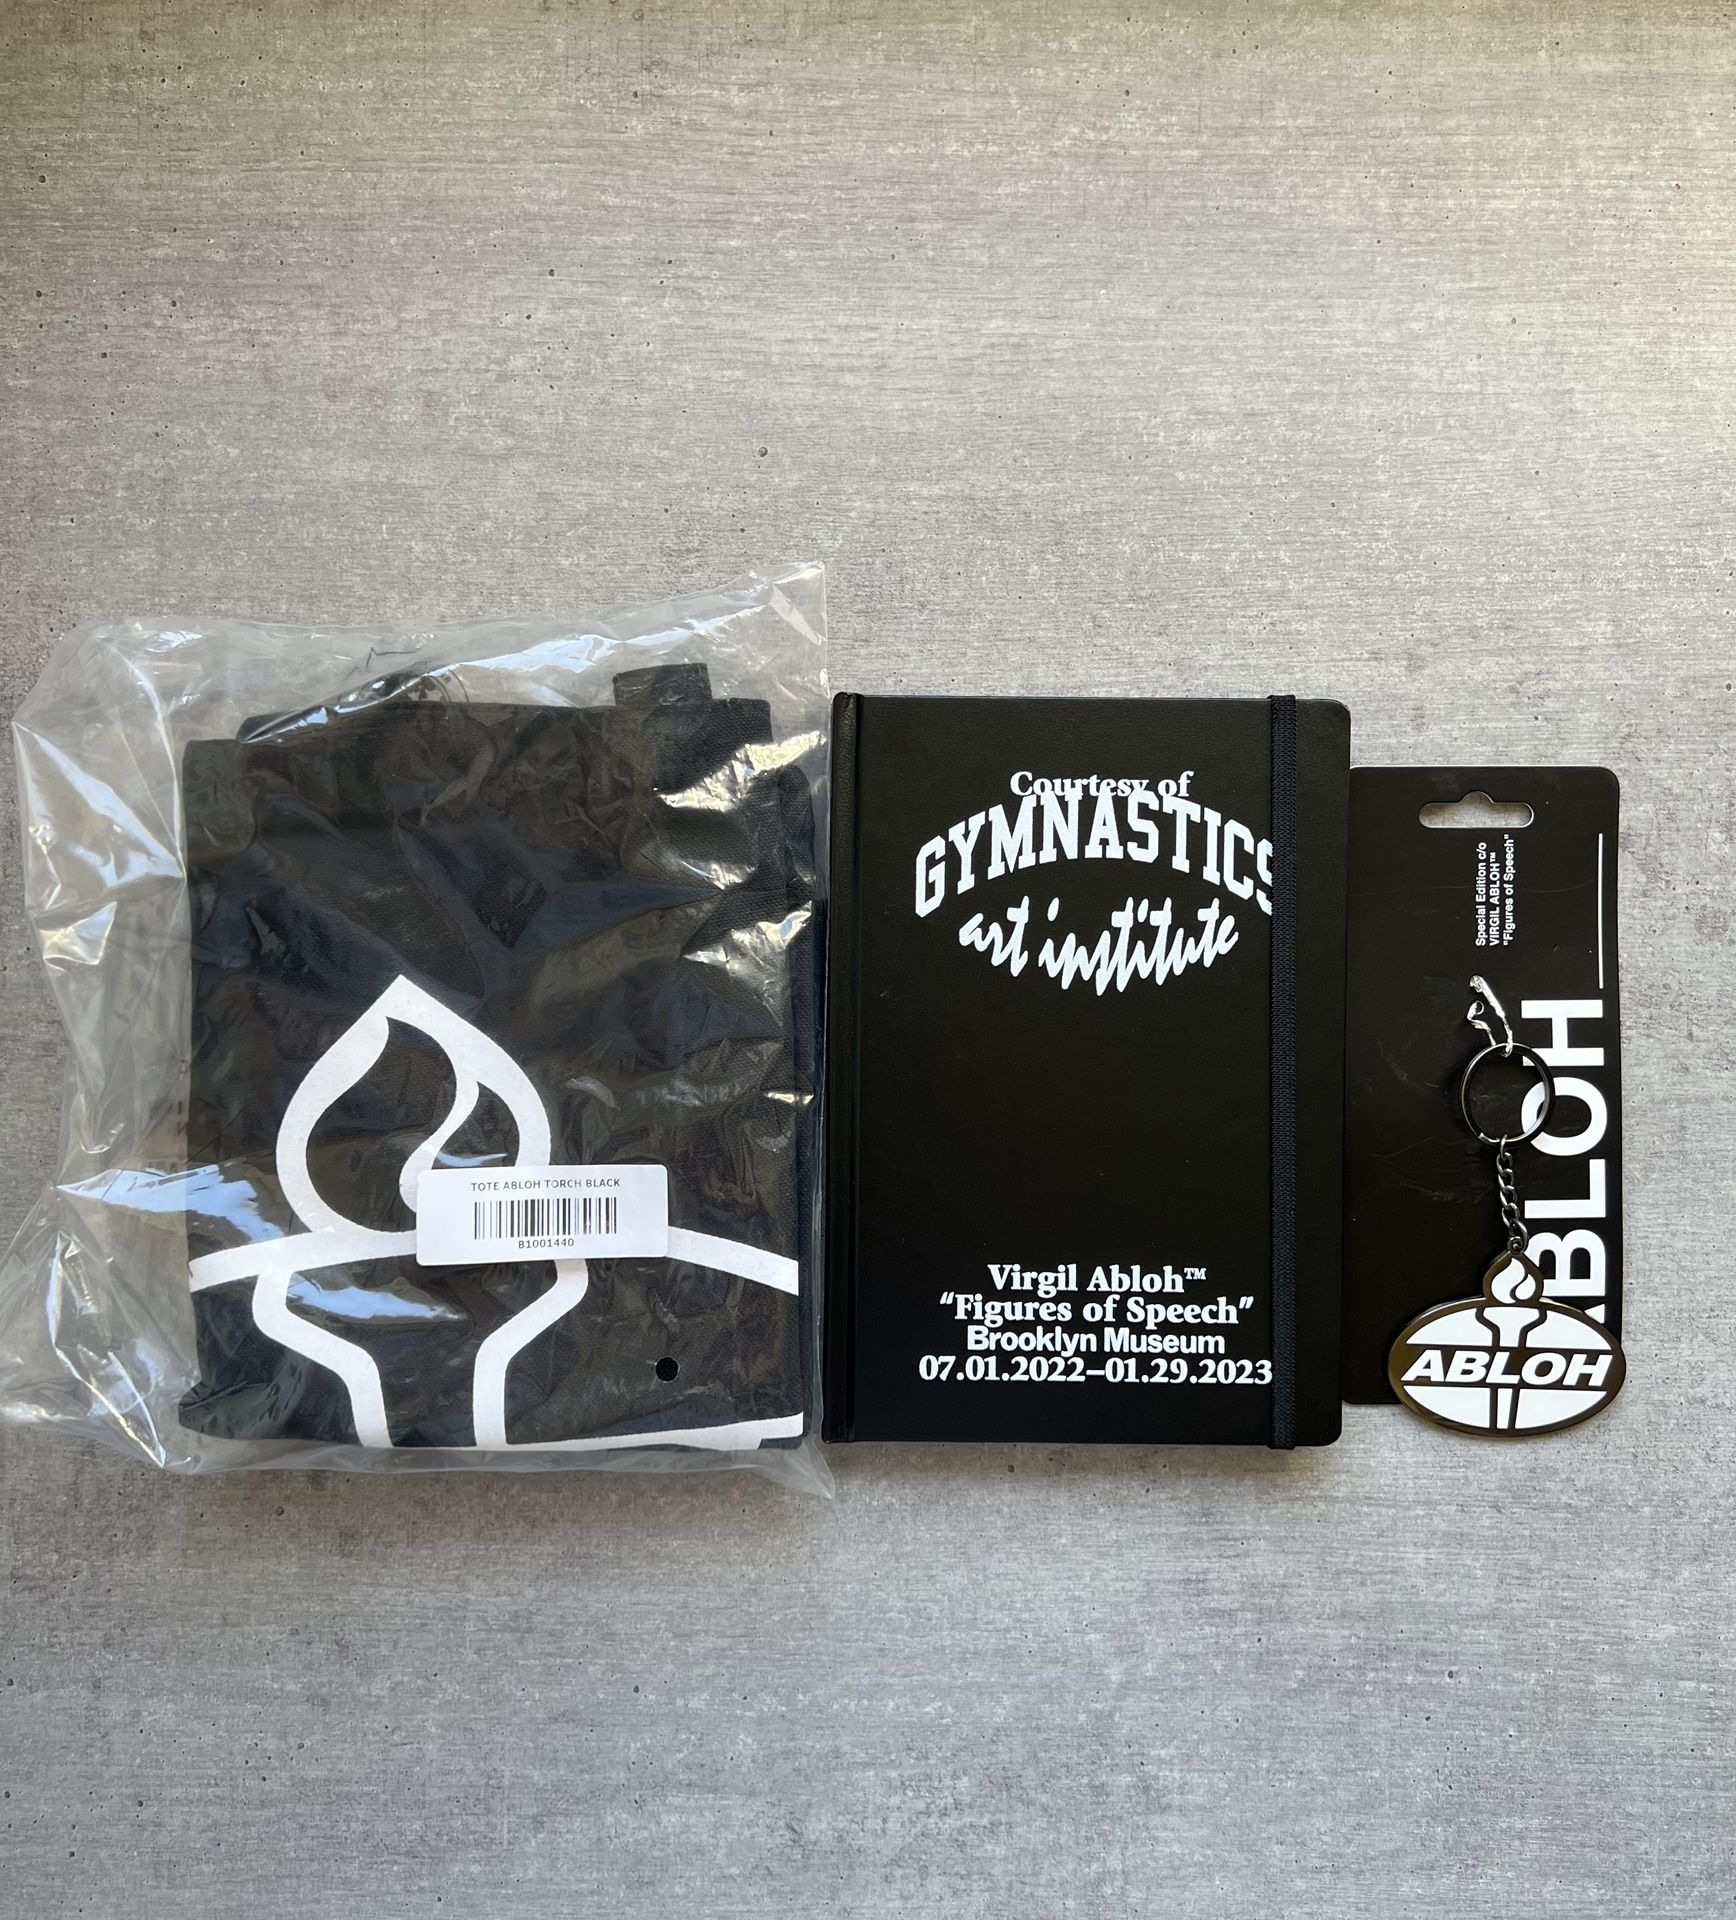 TOTE ABLOH TORCH BLACK
B1001440
Courtesy of
GYMNASTICS
art institute
Virgil Abloh™
“Figures of Speech”
Brooklyn Museum
07.01.2022–01.29.2023
Special Edition c/o
VIRGIL ABLOH™
"Figures of Speech"
ABLOH
ABLOH